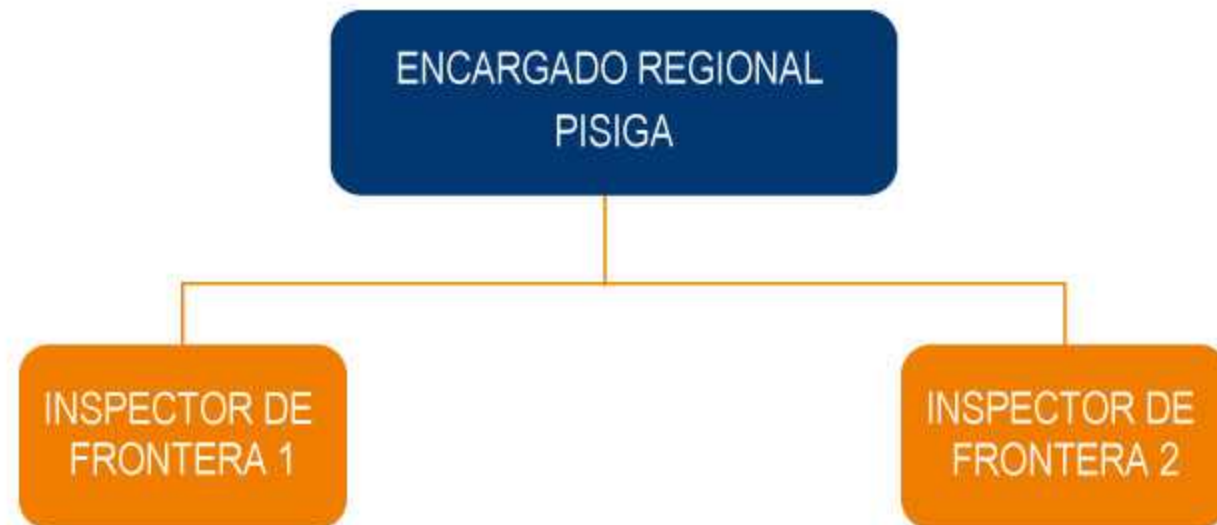 ENCARGADO REGIONAL
PISIGA
INSPECTOR DE
FRONTERA 1
INSPECTOR DE
FRONTERA 2